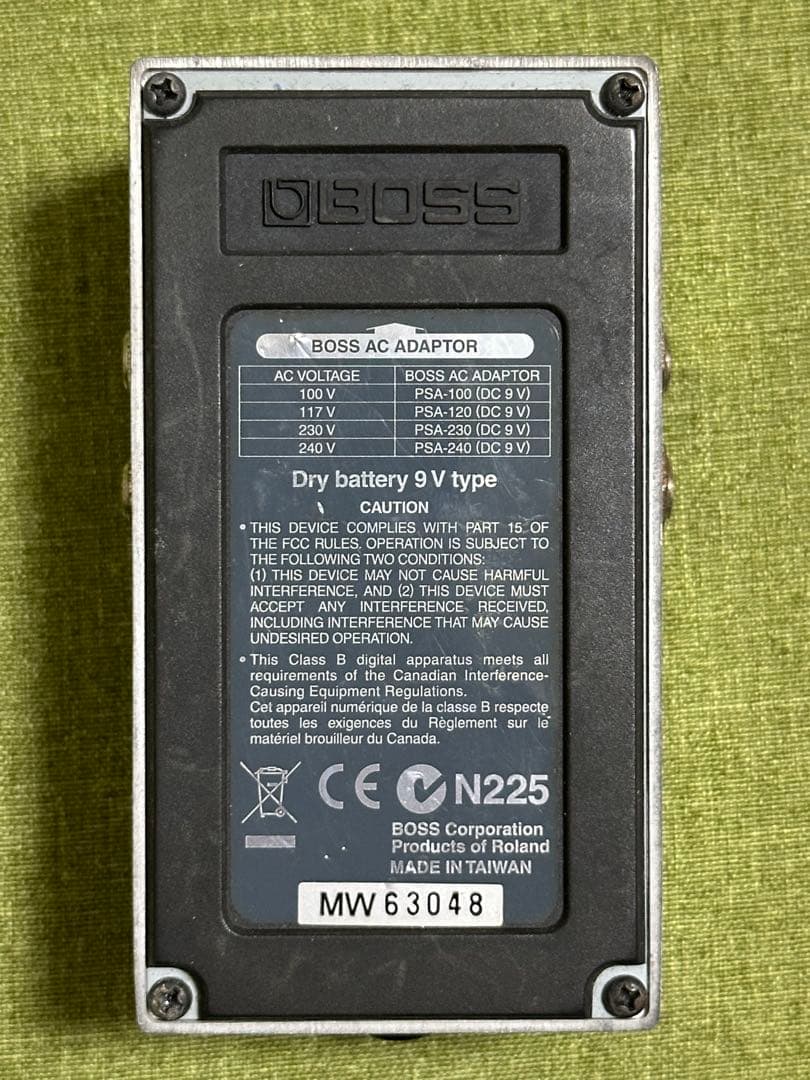 BOSS
BOSS AC ADAPTOR
AC VOLTAGE BOSS AC ADAPTOR
100 V PSA-100 (DC 9 V)
117 V PSA-120 (DC 9 V)
230 V PSA-230 (DC 9 V)
240 V PSA-240 (DC 9 V)
Dry battery 9 V type
CAUTION
• THIS DEVICE COMPLIES WITH PART 15 OF
THE FCC RULES. OPERATION IS SUBJECT TO
THE FOLLOWING TWO CONDITIONS:
(1) THIS DEVICE MAY NOT CAUSE HARMFUL
INTERFERENCE, AND (2) THIS DEVICE MUST
ACCEPT ANY INTERFERENCE RECEIVED,
INCLUDING INTERFERENCE THAT MAY CAUSE
UNDESIRED OPERATION.
• This Class B digital apparatus meets all
requirements of the Canadian Interference-
Causing Equipment Regulations.
Cet appareil numérique de la classe B respecte
toutes les exigences du Règlement sur le
matériel brouilleur du Canada.
CE N225
BOSS Corporation
Products of Roland
MADE IN TAIWAN
MW 63048